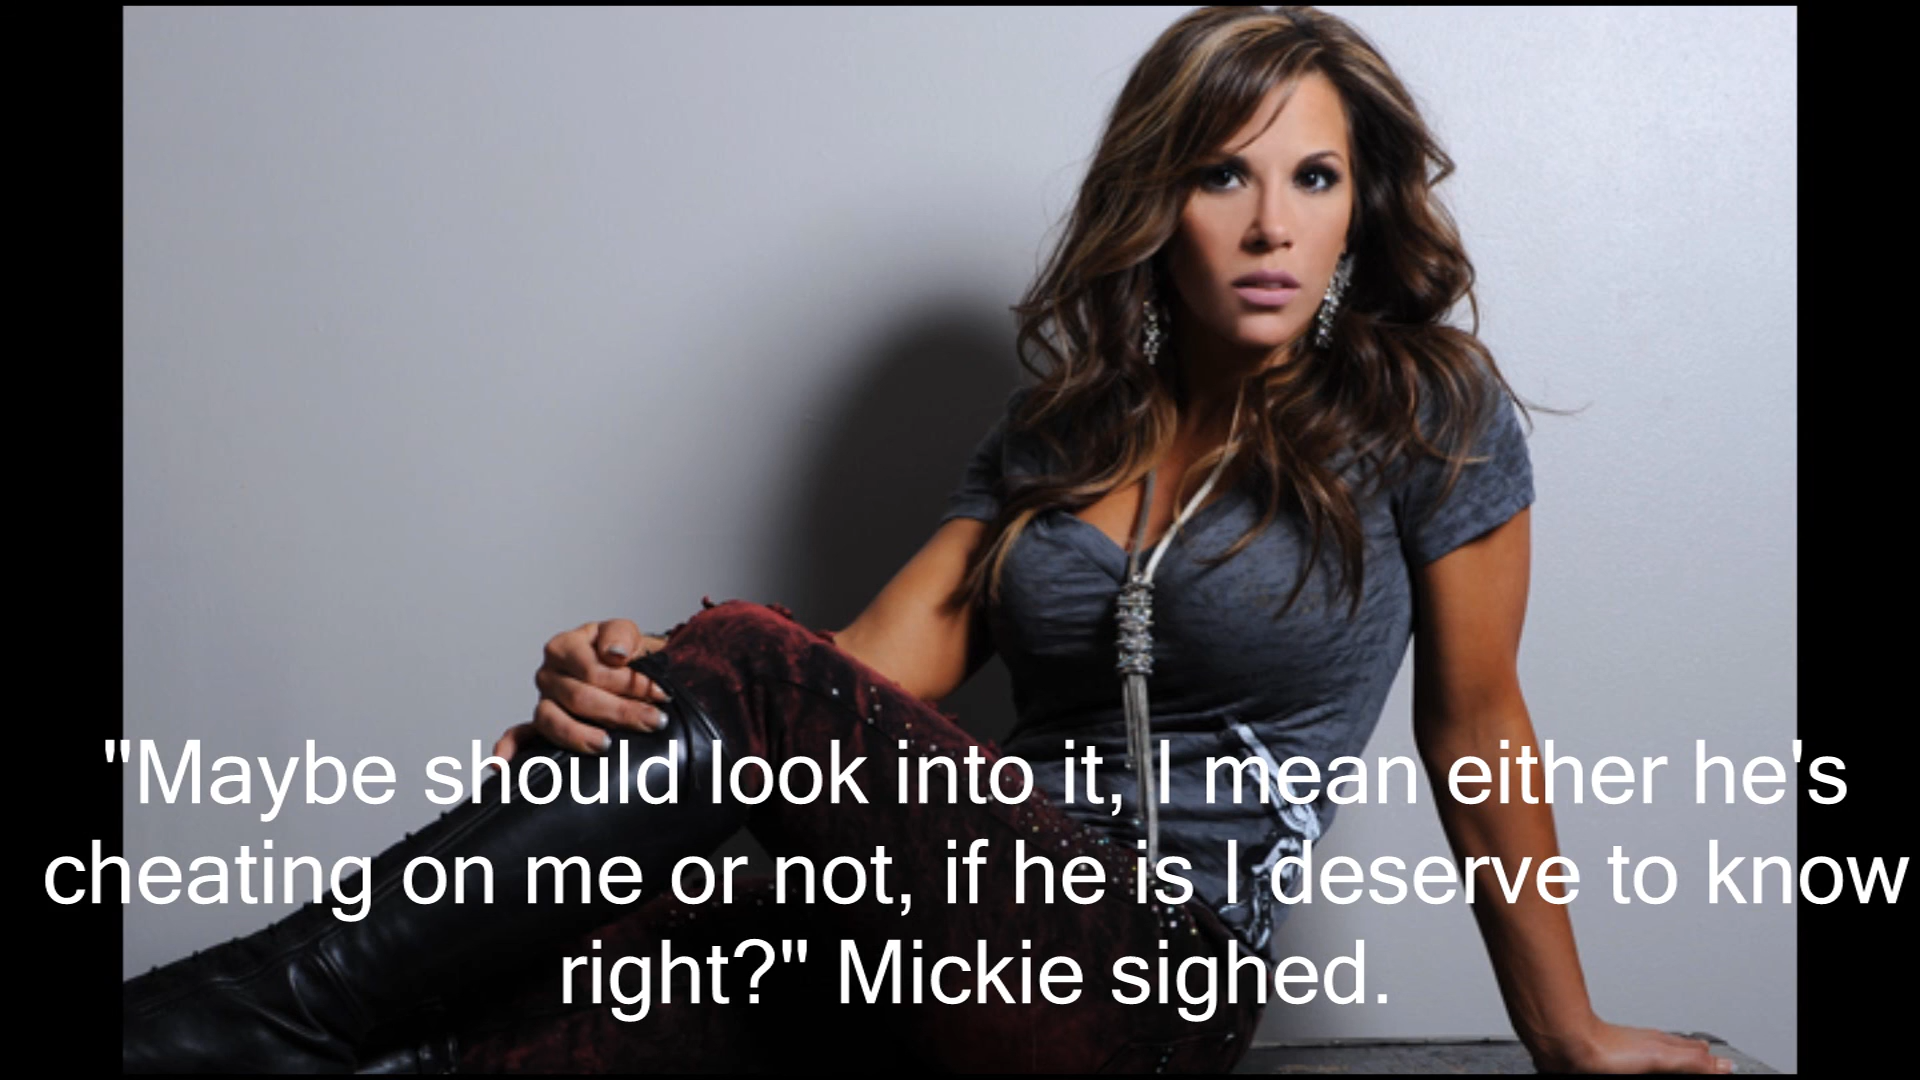 "Maybe should look into it, I mean either he's
cheating on me or not, if he is I deserve to know
right?" Mickie sighed.